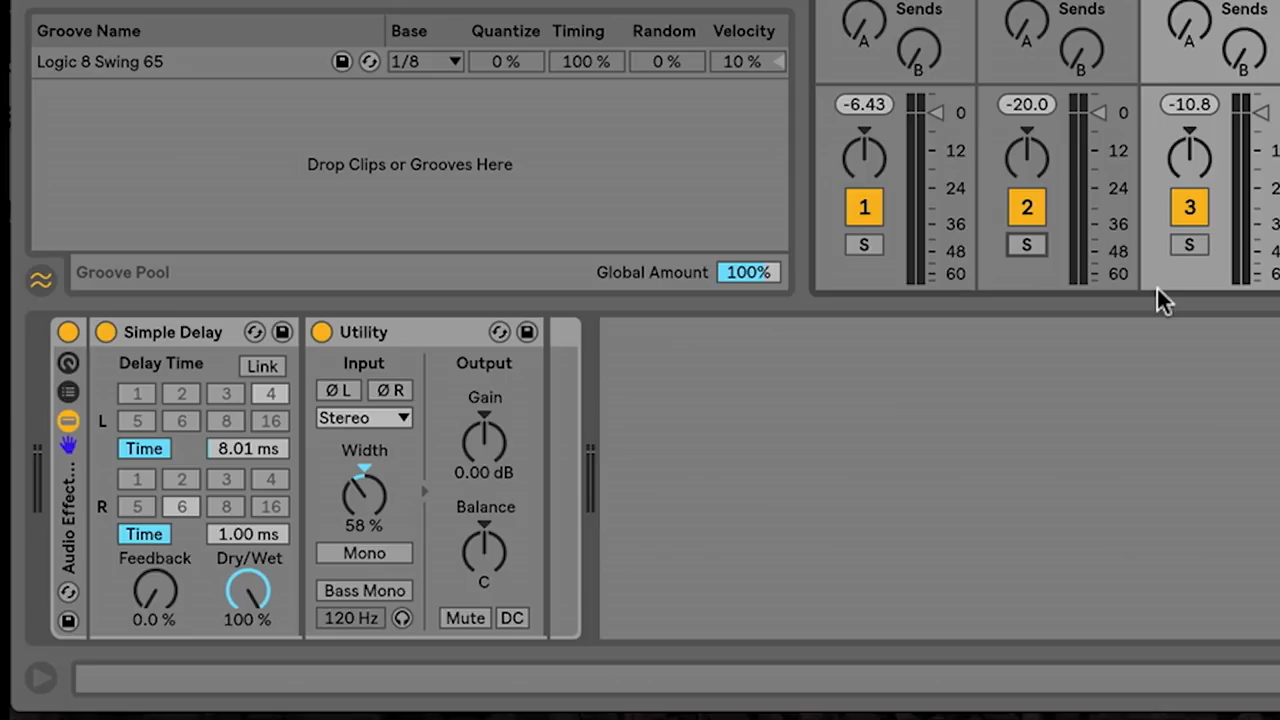 Groove Name Base Quantize Timing Random Velocity
Logic 8 Swing 65 1/8 0 % 100 % 0 % 10 %
Drop Clips or Grooves Here
Groove Pool Global Amount 100%
Sends Sends Sends
A A A
B B B
-6.43 0 -20.0 0 -10.8
12 12 1
24 24 2
1 2 3
36 36 3
S S S
48 48 4
60 60 6
Simple Delay Utility
Delay Time Link Input Output
1 2 3 4 Ø L Ø R Gain
L 5 6 8 16 Stereo
Time 8.01 ms Width 0.00 dB
1 2 3 4
R 5 6 8 16 Balance
Time 1.00 ms 58 %
Feedback Dry/Wet Mono
C
Bass Mono
0.0 % 100 % 120 Hz Mute DC
Audio Effect...